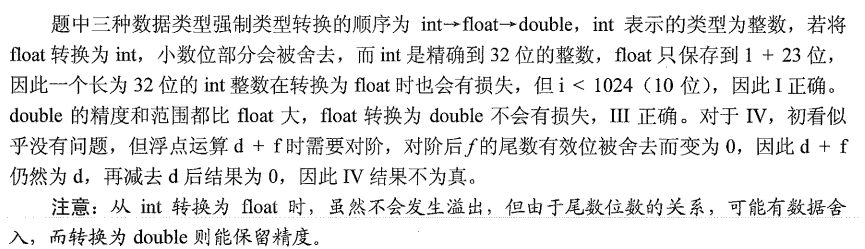 题中三种数据类型强制类型转换的顺序为 int→float→double，int 表示的类型为整数，若将
float 转换为 int，小数位部分会被舍去，而 int 是精确到 32 位的整数，float 只保存到 1 + 23 位，
因此一个长为 32 位的 int 整数在转换为 float 时也会有损失，但 i < 1024（10 位），因此 I 正确。
double 的精度和范围都比 float 大，float 转换为 double 不会有损失，III 正确。对于 IV，初看似
乎没有问题，但浮点运算 d + f 时需要对阶，对阶后 f 的尾数有效位被舍去而变为 0，因此 d + f
仍然为 d，再减去 d 后结果为 0，因此 IV 结果不为真。
注意：从 int 转换为 float 时，虽然不会发生溢出，但由于尾数位数的关系，可能有数据舍
入，而转换为 double 则能保留精度。